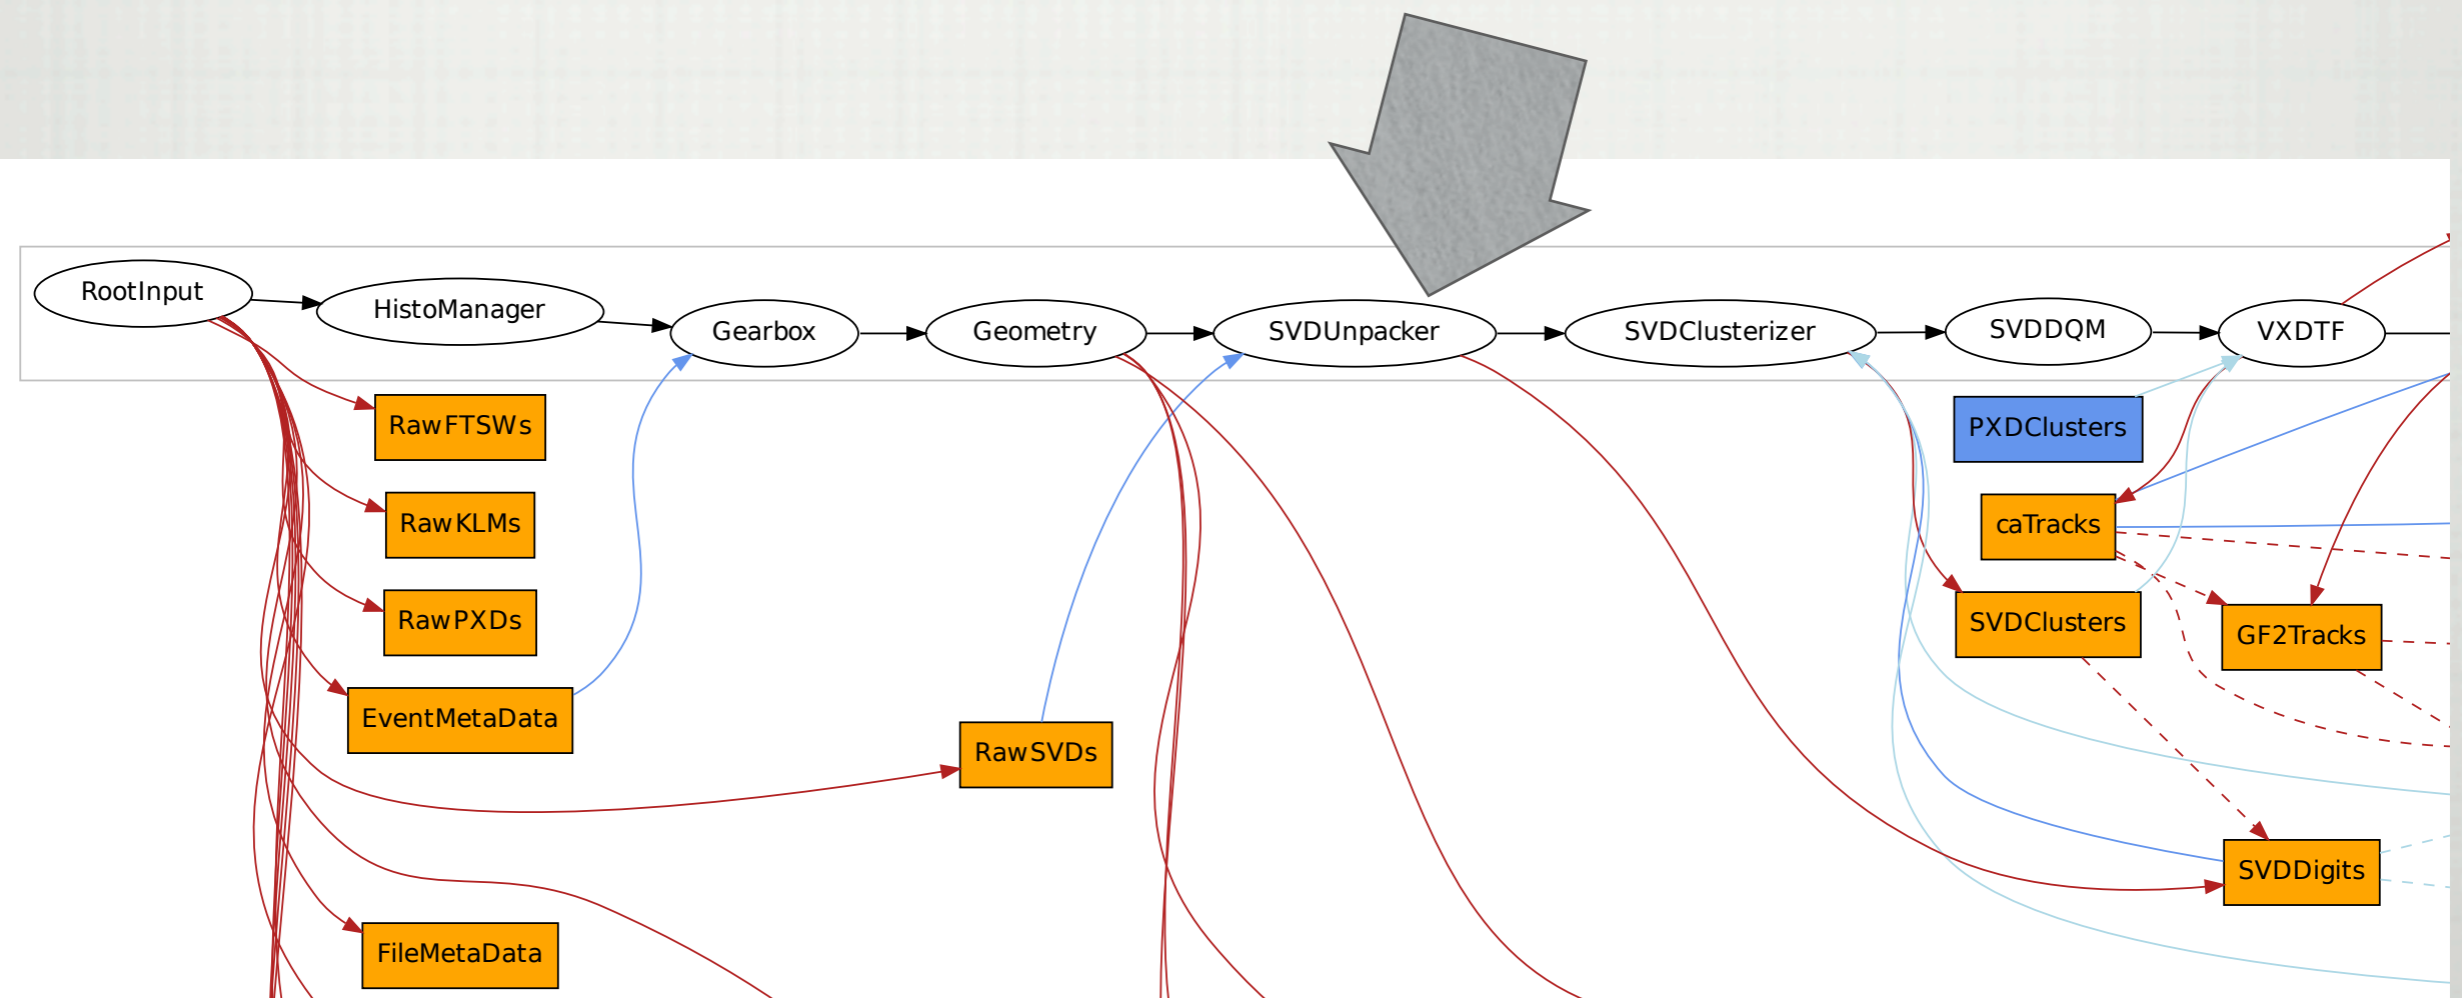 RootInput
HistoManager
Gearbox
Geometry
SVDUnpacker
SVDClusterizer
SVDDQM
VXDTF
RawFTSWs
PXDClusters
RawKLMs
caTracks
RawPXDs
SVDClusters
GF2Tracks
EventMetaData
RawSVDs
SVDDigits
FileMetaData